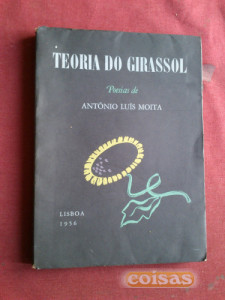 TEORIA DO GIRASSOL
Poesias de
ANTÓNIO LUÍS MOITA
LISBOA
1956
coisas